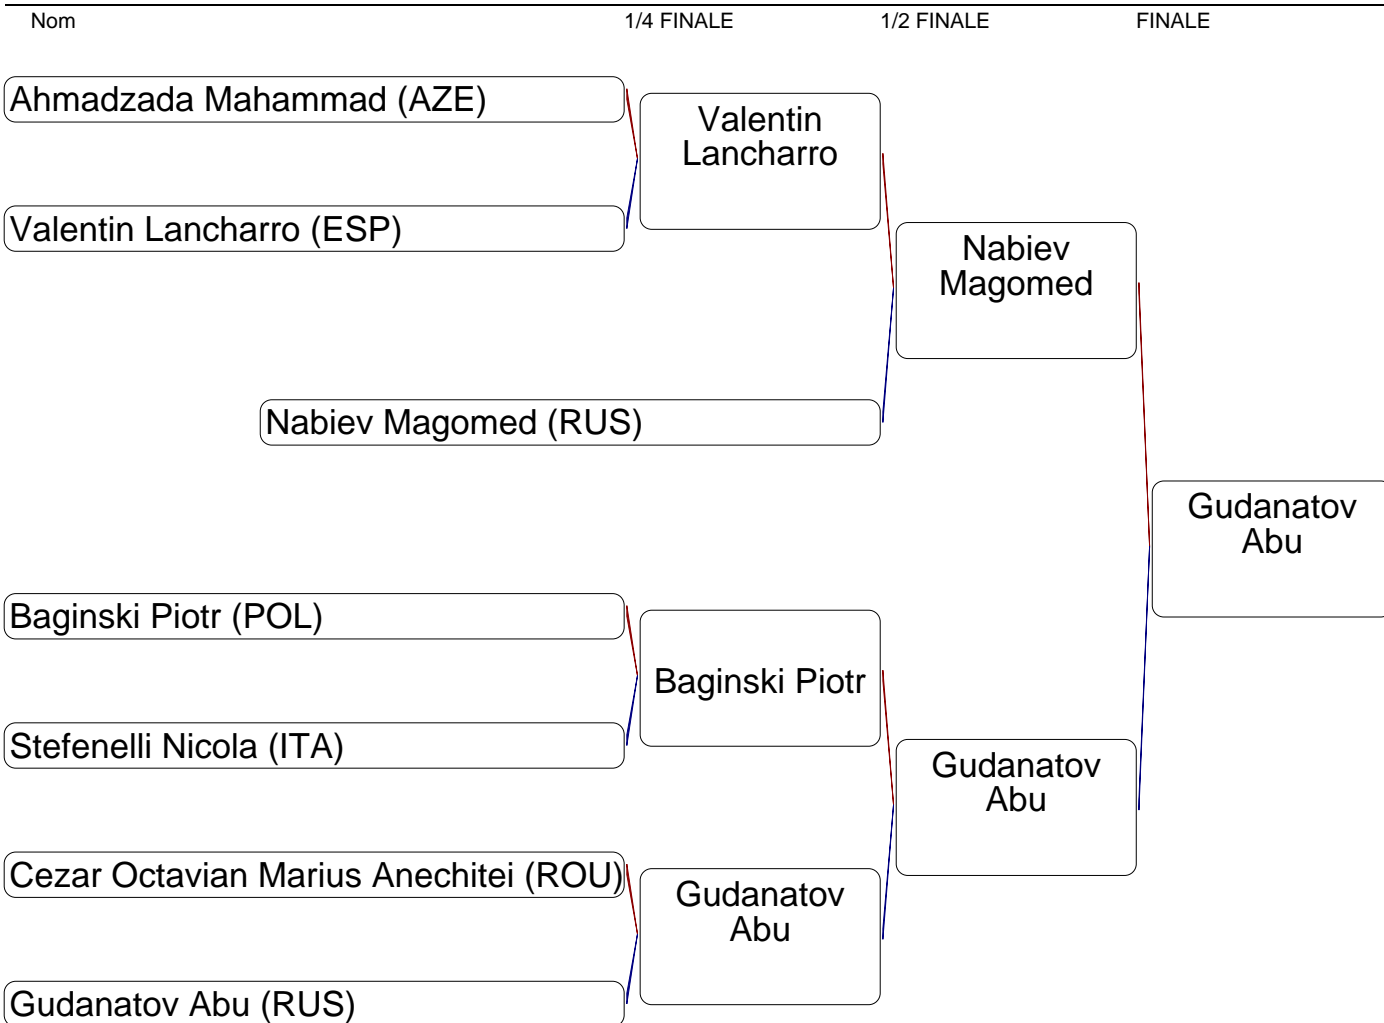 Nom 1/4 FINALE 1/2 FINALE FINALE
Ahmadzada Mahammad (AZE)
Valentin
Lancharro
Valentin Lancharro (ESP)
Nabiev
Magomed
Nabiev Magomed (RUS)
Gudanatov
Abu
Baginski Piotr (POL)
Baginski Piotr
Stefenelli Nicola (ITA)
Gudanatov
Abu
Cezar Octavian Marius Anechitei (ROU)
Gudanatov
Abu
Gudanatov Abu (RUS)